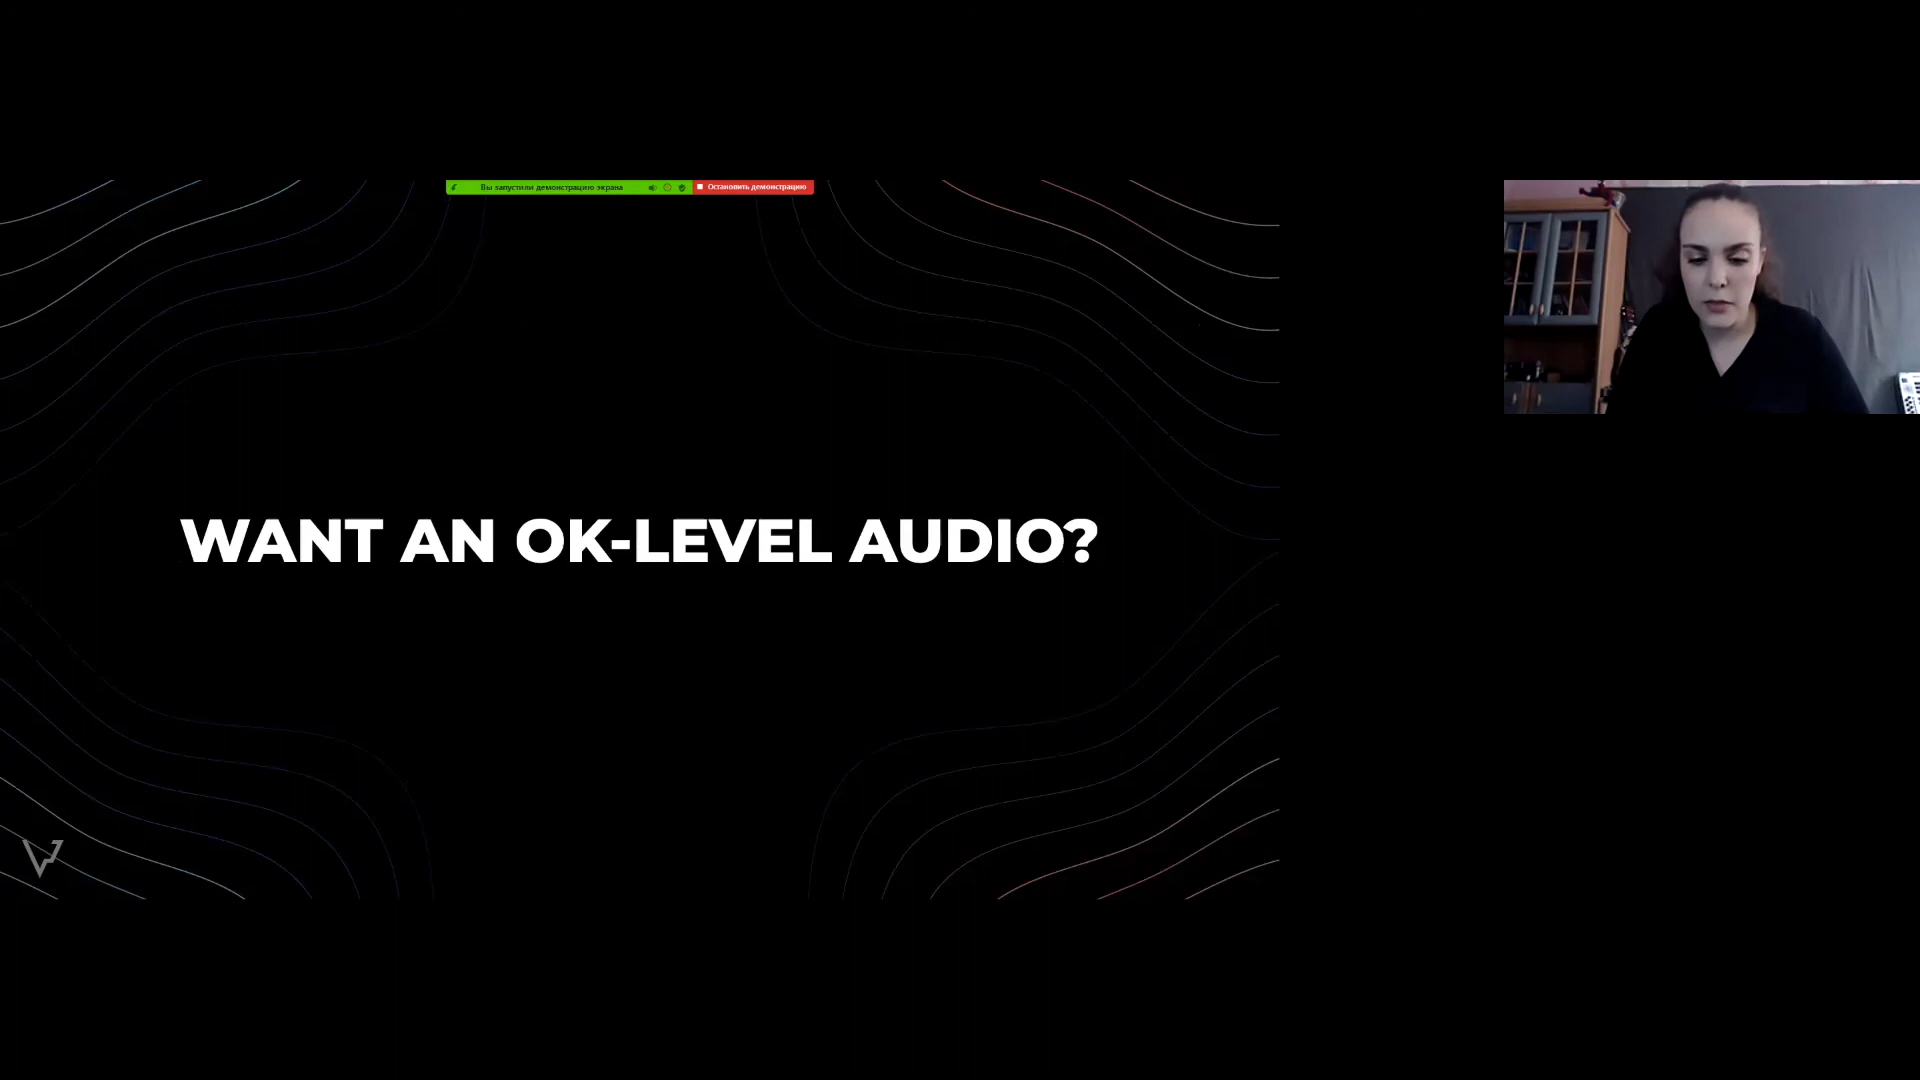 Вы запустили демонстрацию экрана
Остановить демонстрацию
WANT AN OK-LEVEL AUDIO?